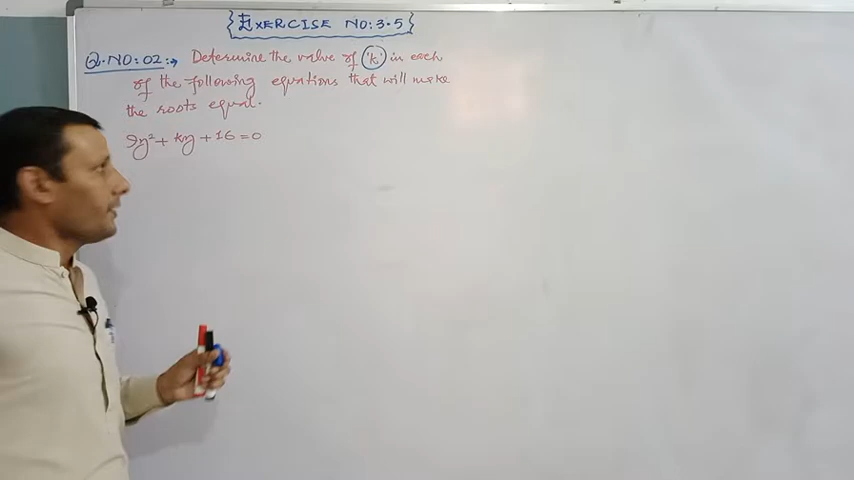 EXERCISE NO:3.5
Q.NO:02:→ Determine the value of 'k' in each
of the following equations that will make
the roots equal.
9y² + ky + 16 = 0